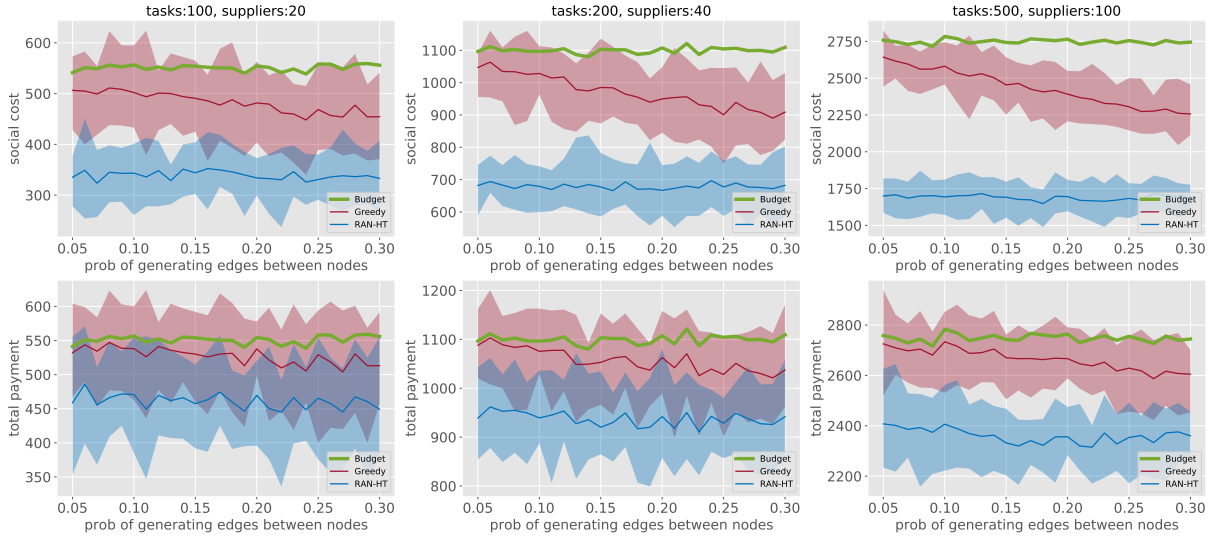 tasks:100, suppliers:20
600
500
400
300
social cost
0.05 0.10 0.15 0.20 0.25 0.30
prob of generating edges between nodes
Budget
Greedy
RAN-HT
tasks:200, suppliers:40
1100
1000
900
800
700
600
social cost
0.05 0.10 0.15 0.20 0.25 0.30
prob of generating edges between nodes
Budget
Greedy
RAN-HT
tasks:500, suppliers:100
2750
2500
2250
2000
1750
1500
social cost
0.05 0.10 0.15 0.20 0.25 0.30
prob of generating edges between nodes
Budget
Greedy
RAN-HT
600
550
500
450
400
350
total payment
0.05 0.10 0.15 0.20 0.25 0.30
prob of generating edges between nodes
Budget
Greedy
RAN-HT
1200
1100
1000
900
800
total payment
0.05 0.10 0.15 0.20 0.25 0.30
prob of generating edges between nodes
Budget
Greedy
RAN-HT
2800
2600
2400
2200
total payment
0.05 0.10 0.15 0.20 0.25 0.30
prob of generating edges between nodes
Budget
Greedy
RAN-HT